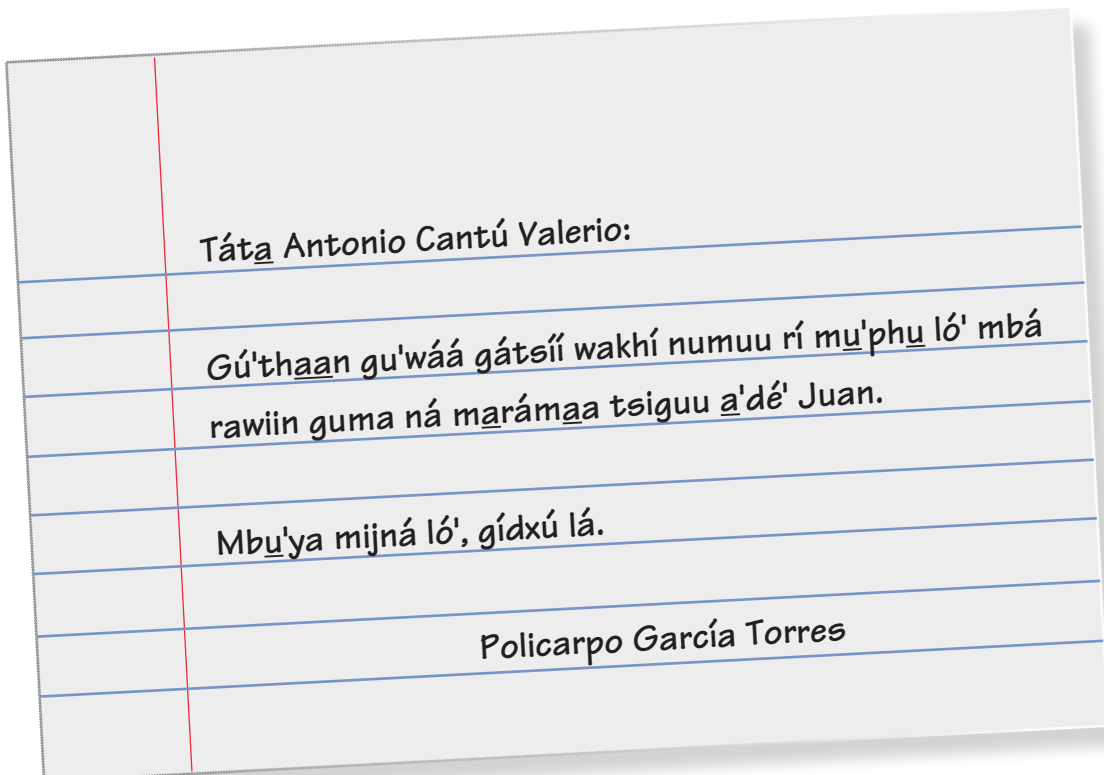 Tát<u>a</u> Antonio Cantú Valerio:
Gú'th<u>aa</u>n gu'wáá gátsíí wakhí numuu rí m<u>u</u>'ph<u>u</u> ló' mbá
rawiin guma ná m<u>a</u>rám<u>a</u>a tsiguu <u>a</u>'dé' Juan.
Mb<u>u</u>'ya mijná ló', gídxú lá.
Policarpo García Torres